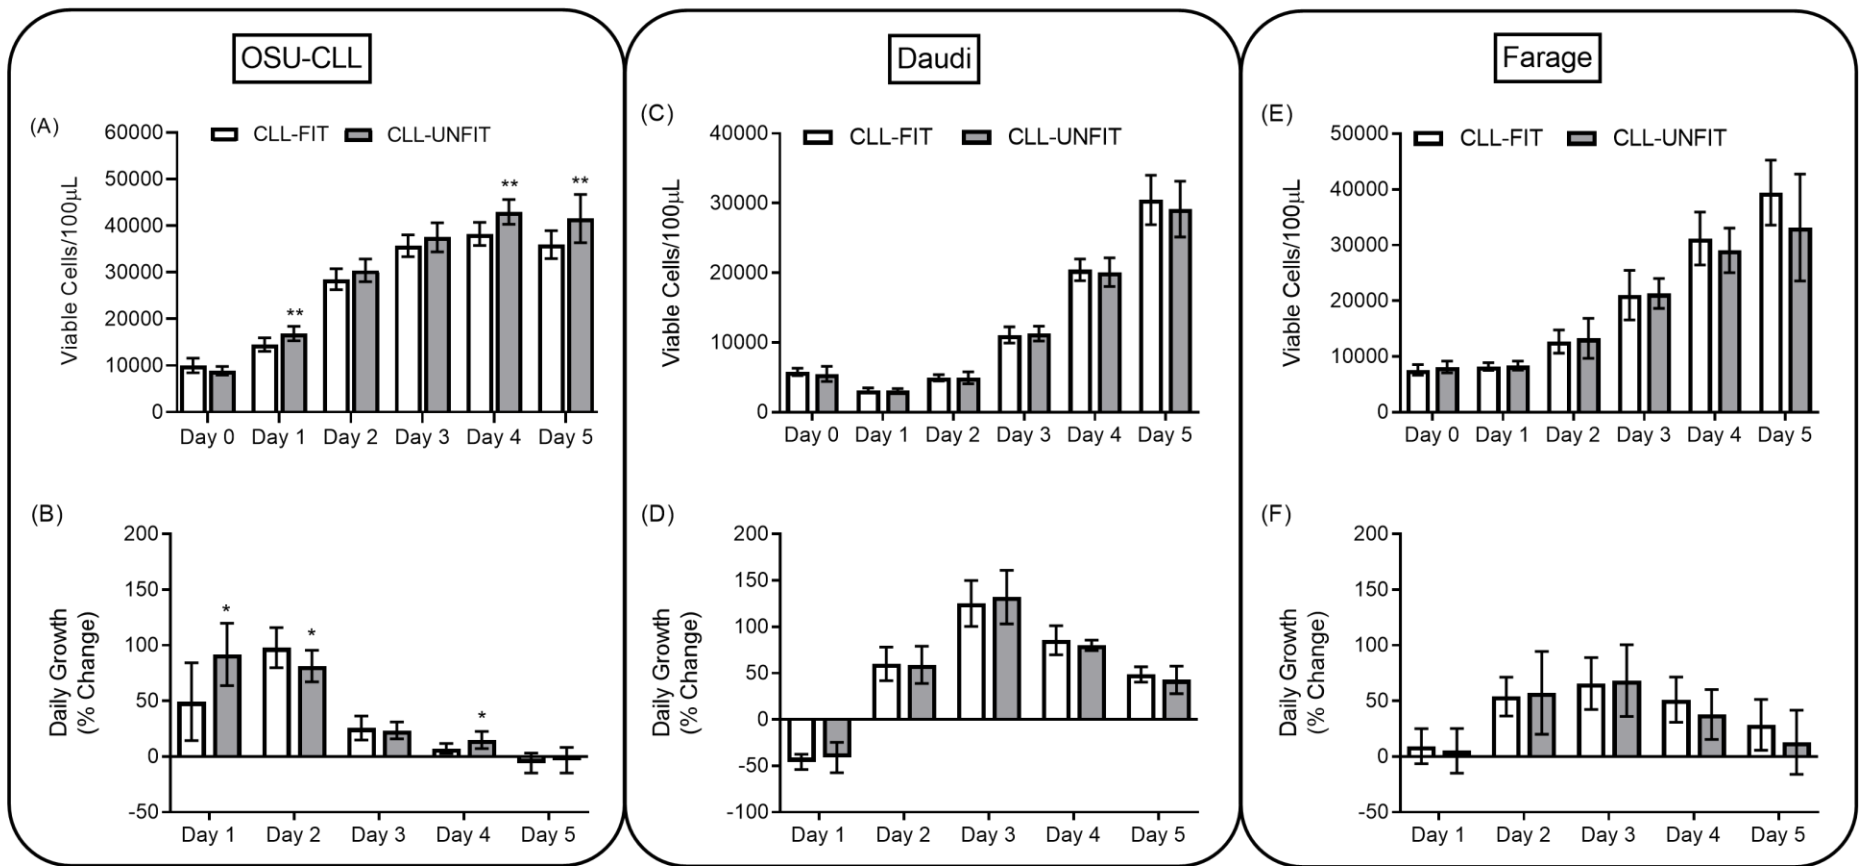 OSU-CLL
(A)
CLL-FIT CLL-UNFIT
Viable Cells/100µL
60000
50000
40000
30000
20000
10000
0
** ** **
Day 0 Day 1 Day 2 Day 3 Day 4 Day 5
(B)
Daily Growth
(% Change)
200
150
100
50
0
-50
* * *
Day 1 Day 2 Day 3 Day 4 Day 5
Daudi
(C)
CLL-FIT CLL-UNFIT
Viable Cells/100µL
40000
30000
20000
10000
0
Day 0 Day 1 Day 2 Day 3 Day 4 Day 5
(D)
Daily Growth
(% Change)
200
150
100
50
0
-50
-100
Day 1 Day 2 Day 3 Day 4 Day 5
Farage
(E)
CLL-FIT CLL-UNFIT
Viable Cells/100µL
50000
40000
30000
20000
10000
0
Day 0 Day 1 Day 2 Day 3 Day 4 Day 5
(F)
Daily Growth
(% Change)
200
150
100
50
0
-50
Day 1 Day 2 Day 3 Day 4 Day 5